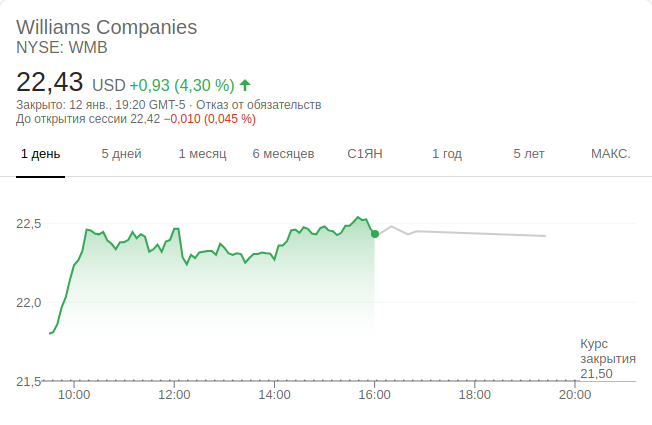 Williams Companies
NYSE: WMB
22,43 USD +0,93 (4,30 %)
Закрыто: 12 янв., 19:20 GMT-5 · Отказ от обязательств
До открытия сессии 22,42 −0,010 (0,045 %)
1 день 5 дней 1 месяц 6 месяцев С1ЯН 1 год 5 лет МАКС.
22,5
22,0
Курс
закрытия
21,50
21,5
10:00 12:00 14:00 16:00 18:00 20:00